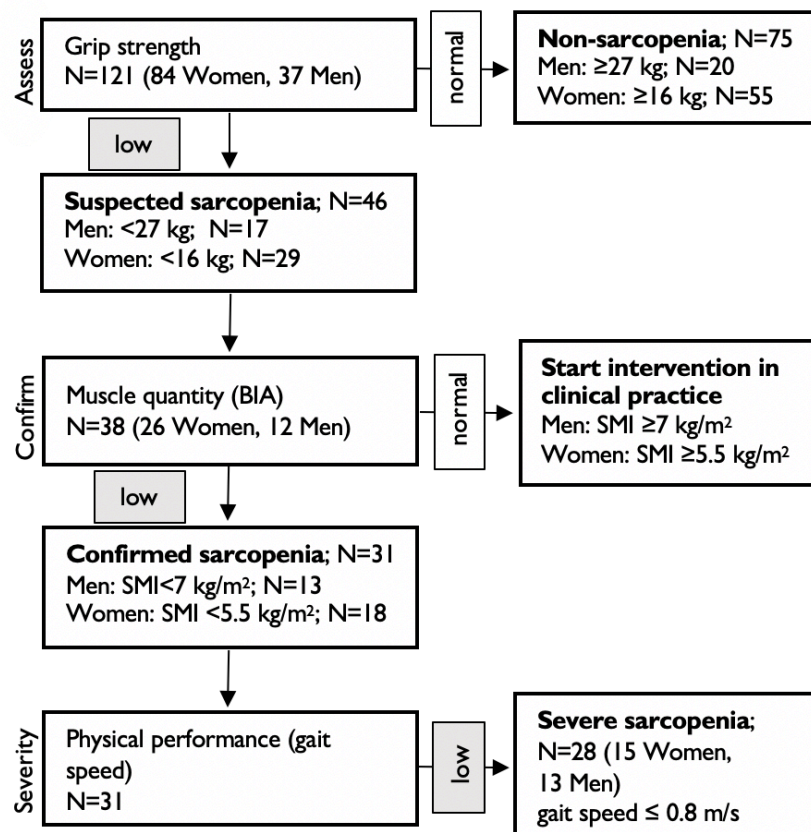 Assess
Grip strength
N=121 (84 Women, 37 Men)
normal
Non-sarcopenia; N=75
Men: ≥27 kg; N=20
Women: ≥16 kg; N=55
low
Suspected sarcopenia; N=46
Men: <27 kg; N=17
Women: <16 kg; N=29
Confirm
Muscle quantity (BIA)
N=38 (26 Women, 12 Men)
normal
Start intervention in
clinical practice
Men: SMI ≥7 kg/m²
Women: SMI ≥5.5 kg/m²
low
Confirmed sarcopenia; N=31
Men: SMI<7 kg/m²; N=13
Women: SMI <5.5 kg/m²; N=18
Severity
Physical performance (gait
speed)
N=31
low
Severe sarcopenia;
N=28 (15 Women,
13 Men)
gait speed ≤ 0.8 m/s